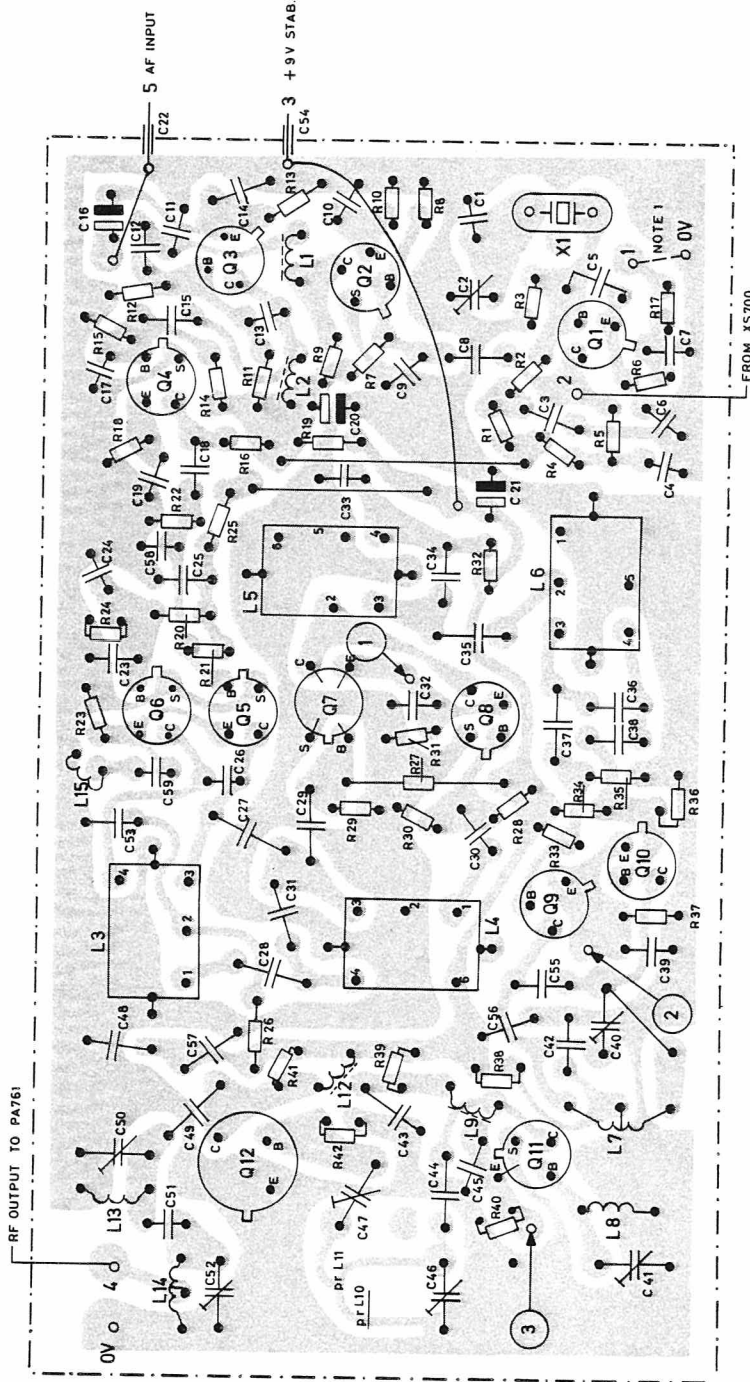 RF OUTPUT TO PA761
5 AF INPUT
C22
3 +9V STAB.
C54
0V
4
L14
C52
L13
C51
C50
C49
C48
C57
R26
R41
Q12
C
B
E
L3
1
2
3
4
C53
L15
R23
C23
R24
C24
C59
C26
C27
C28
C31
C29
Q6
E
B
C
S
Q5
E
B
C
S
R21
R20
C25
C58
R22
R25
C19
C18
R18
R16
C17
R15
R12
C15
Q4
E
B
C
S
R14
R11
C13
L2
L1
C16
C12
C11
C14
Q3
B
C
E
R13
C10
R10
R8
C1
Q2
C
E
S
B
R9
R7
C9
C8
C2
R19
C20
C33
L5
6
5
4
2
3
C34
R32
C21
C35
Q7
C
E
S
B
1
C32
R31
R27
R29
R30
C30
R28
Q8
S
E
B
L4
3
2
1
4
6
L12
R42
R39
C43
C47
pr L11
pr L10
C46
C44
C45
L9
R38
C56
C55
C42
C40
Q11
E
S
B
C
R40
3
L8
C41
L7
2
Q9
B
C
E
R33
R34
R35
R36
Q10
E
B
C
R37
C39
C37
C38
C36
L6
1
2
3
4
5
R1
R2
R3
R4
C3
R5
C4
C6
R6
C7
R17
Q1
C
B
E
C5
X1
1
NOTE 1
0V
2
FROM XS700